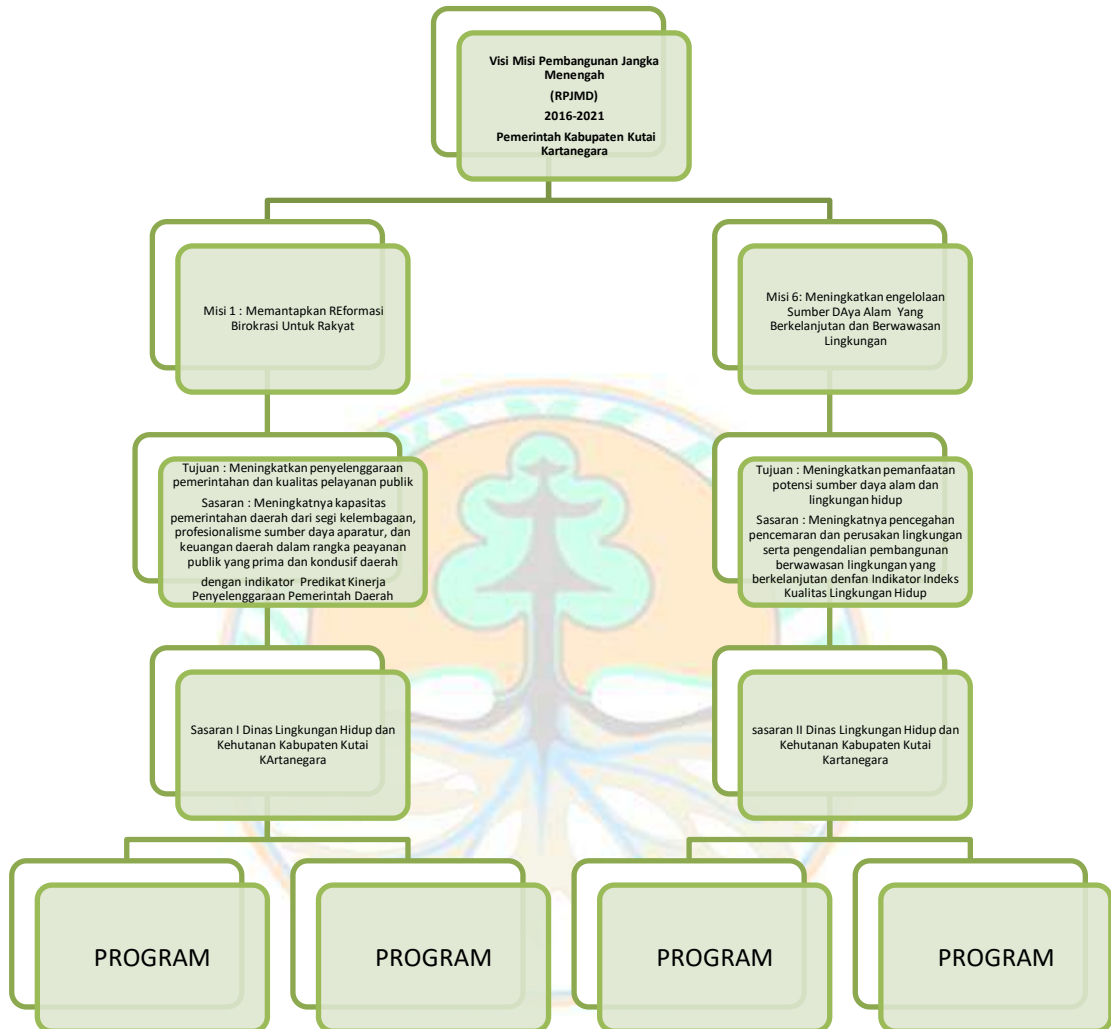 Visi Misi Pembangunan Jangka
Menengah
(RPJMD)
2016-2021
Pemerintah Kabupaten Kutai
Kartanegara
Misi 1 : Memantapkan REformasi
Birokrasi Untuk Rakyat
Misi 6: Meningkatkan engelolaan
Sumber DAya Alam Yang
Berkelanjutan dan Berwawasan
Lingkungan
Tujuan : Meningkatkan penyelenggaraan
pemerintahan dan kualitas pelayanan publik
Sasaran : Meningkatnya kapasitas
pemerintahan daerah dari segi kelembagaan,
profesionalisme sumber daya aparatur, dan
keuangan daerah dalam rangka peayanan
publik yang prima dan kondusif daerah
dengan indikator Predikat Kinerja
Penyelenggaraan Pemerintah Daerah
Tujuan : Meningkatkan pemanfaatan
potensi sumber daya alam dan
lingkungan hidup
Sasaran : Meningkatnya pencegahan
pencemaran dan perusakan lingkungan
serta pengendalian pembangunan
berwawasan lingkungan yang
berkelanjutan denfan Indikator Indeks
Kualitas Lingkungan Hidup
Sasaran I Dinas Lingkungan Hidup dan
Kehutanan Kabupaten Kutai
KArtanegara
sasaran II Dinas Lingkungan Hidup dan
Kehutanan Kabupaten Kutai
Kartanegara
PROGRAM
PROGRAM
PROGRAM
PROGRAM